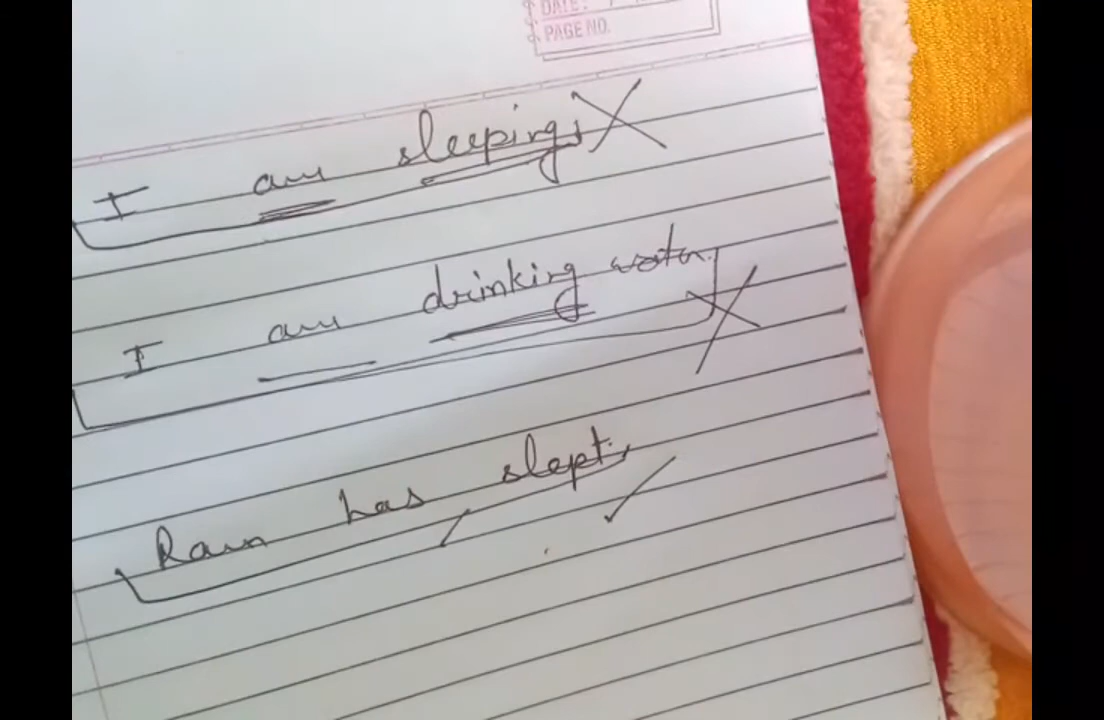 DATE: /
PAGE NO.
I am sleeping.
I am drinking water.
Ram has slept.